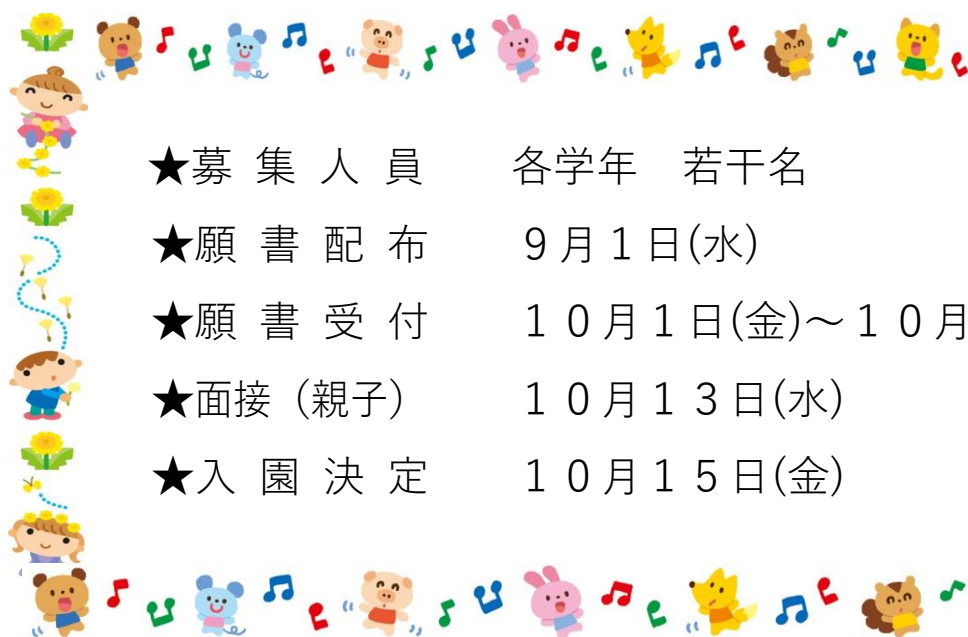 ★募集人員　各学年　若干名
★願書配布　９月１日(水)
★願書受付　１０月１日(金)～１０月
★面接（親子）　１０月１３日(水)
★入園決定　１０月１５日(金)